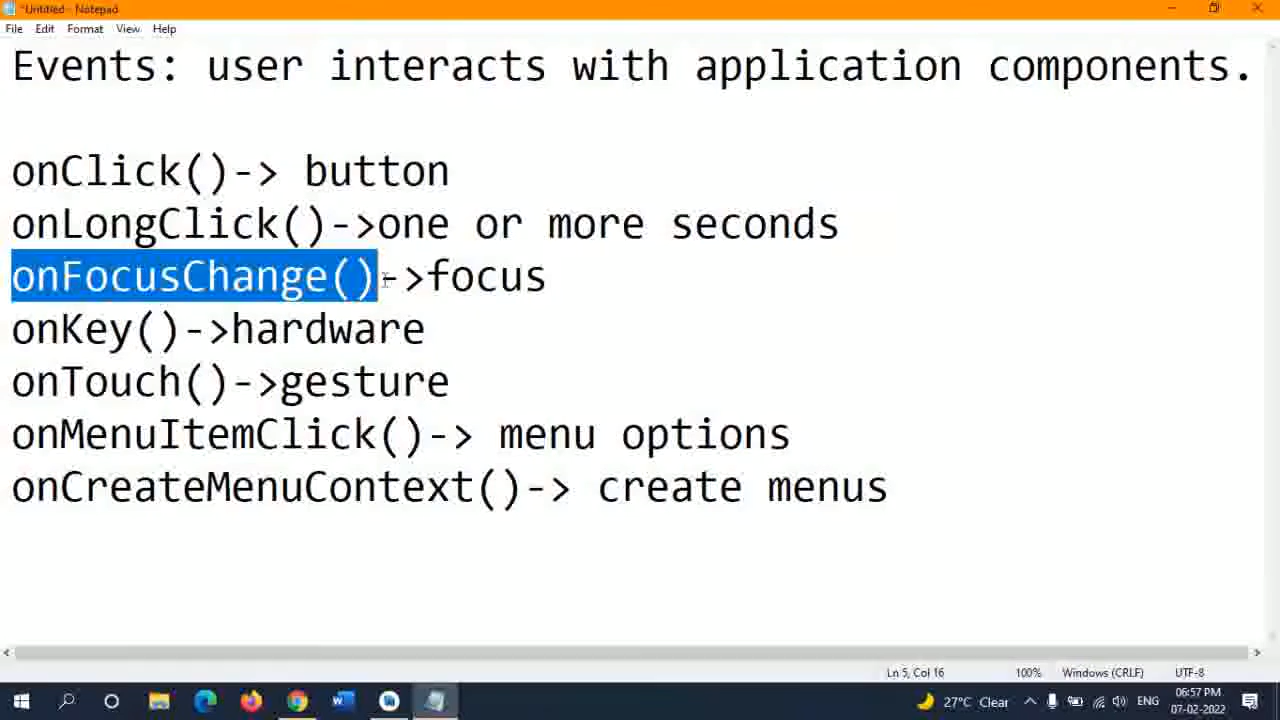 *Untitled - Notepad
File Edit Format View Help
Events: user interacts with application components.
onClick()-> button
onLongClick()->one or more seconds
onFocusChange()->focus
onKey()->hardware
onTouch()->gesture
onMenuItemClick()-> menu options
onCreateMenuContext()-> create menus
Ln 5, Col 16 100% Windows (CRLF) UTF-8
27°C Clear ENG 06:57 PM
07-02-2022